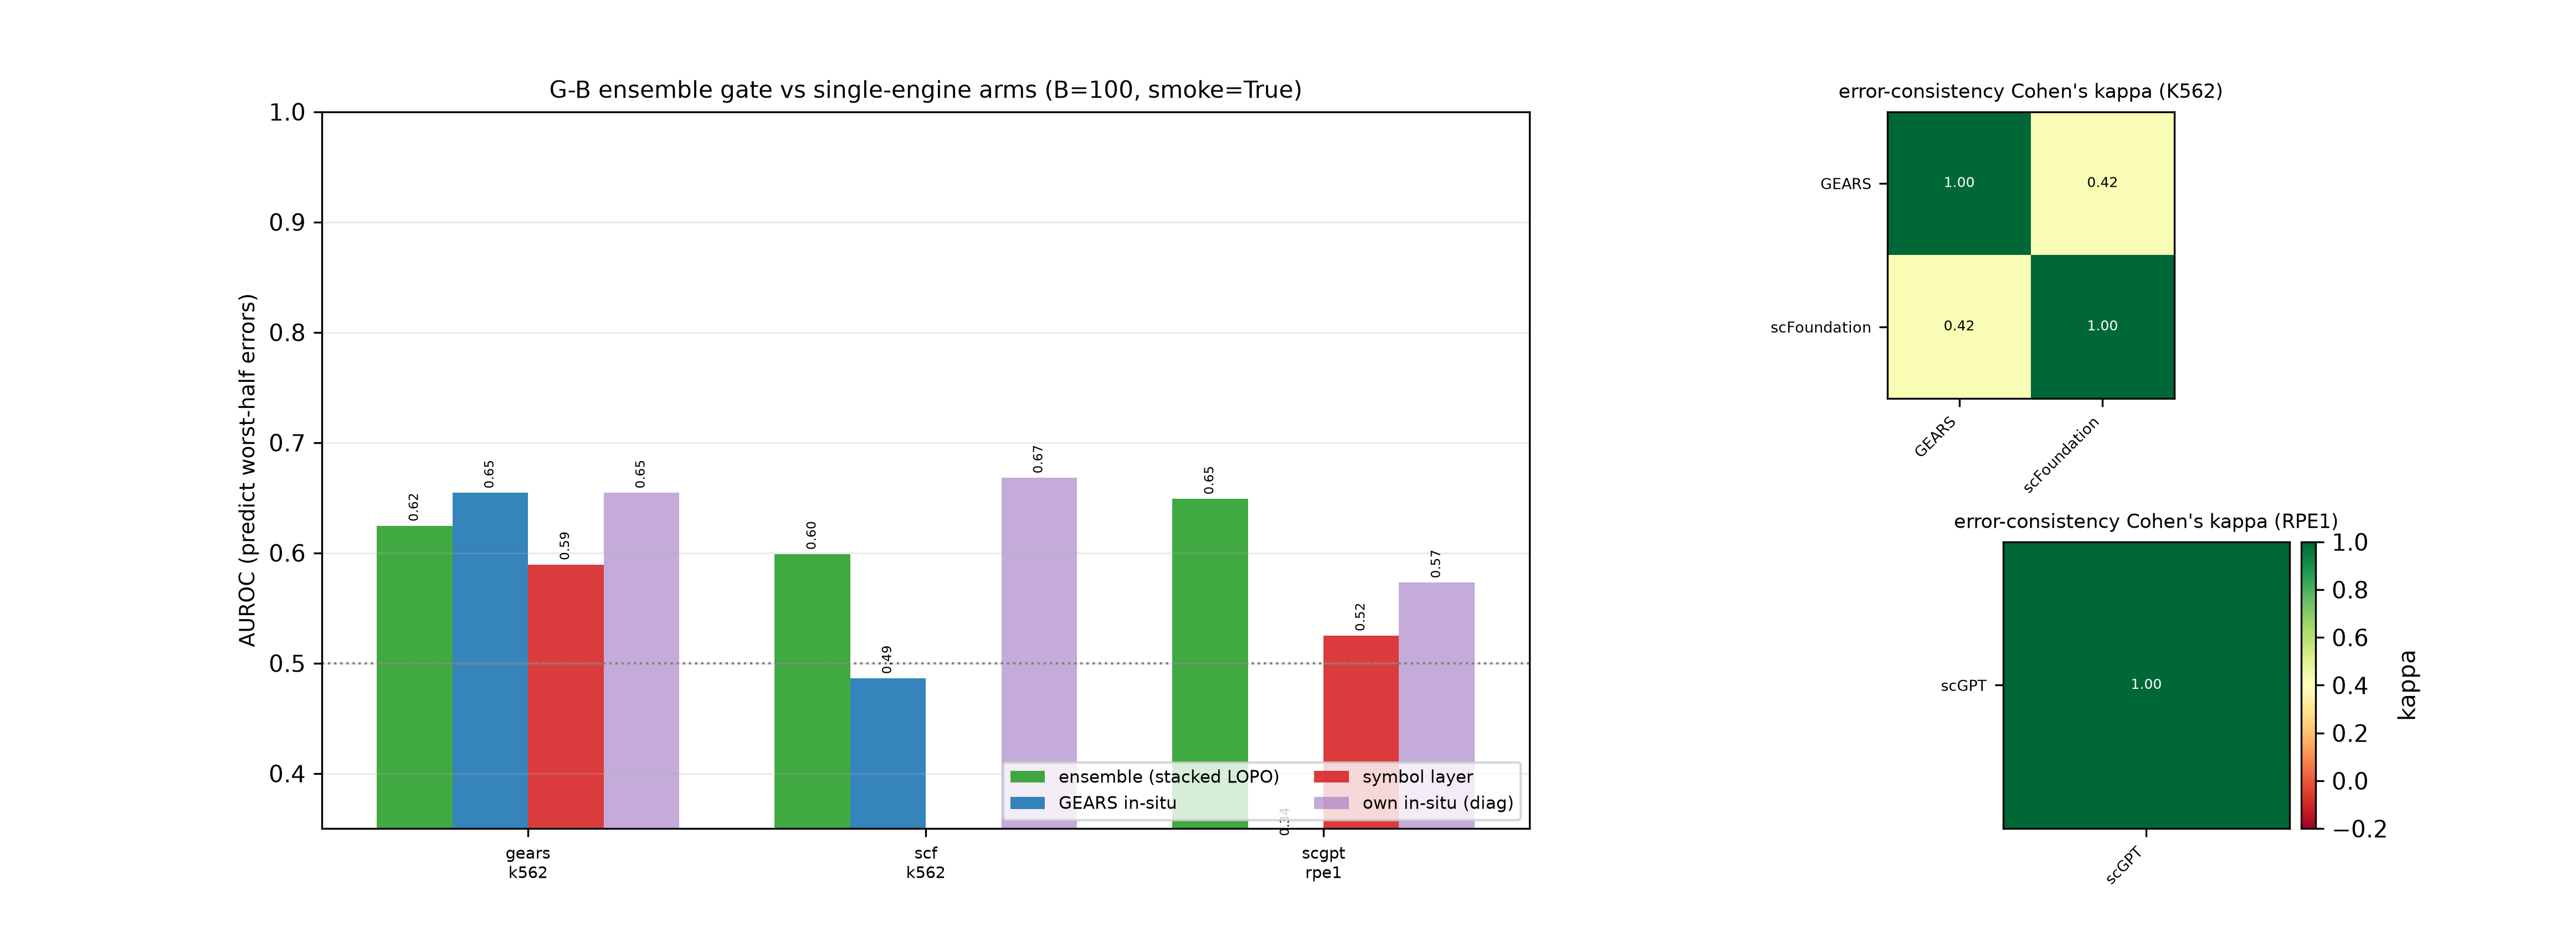 G-B ensemble gate vs single-engine arms (B=100, smoke=True)
AUROC (predict worst-half errors)
1.0
0.9
0.8
0.7
0.6
0.5
0.4
0.62
0.65
0.59
0.65
0.60
0.49
0.67
0.65
0.34
0.52
0.57
ensemble (stacked LOPO)
GEARS in-situ
symbol layer
own in-situ (diag)
gears
k562
scf
k562
scgpt
rpe1
error-consistency Cohen's kappa (K562)
GEARS
1.00
0.42
scFoundation
0.42
1.00
GEARS
scFoundation
error-consistency Cohen's kappa (RPE1)
scGPT
1.00
scGPT
1.0
0.8
0.6
0.4
0.2
0.0
−0.2
kappa